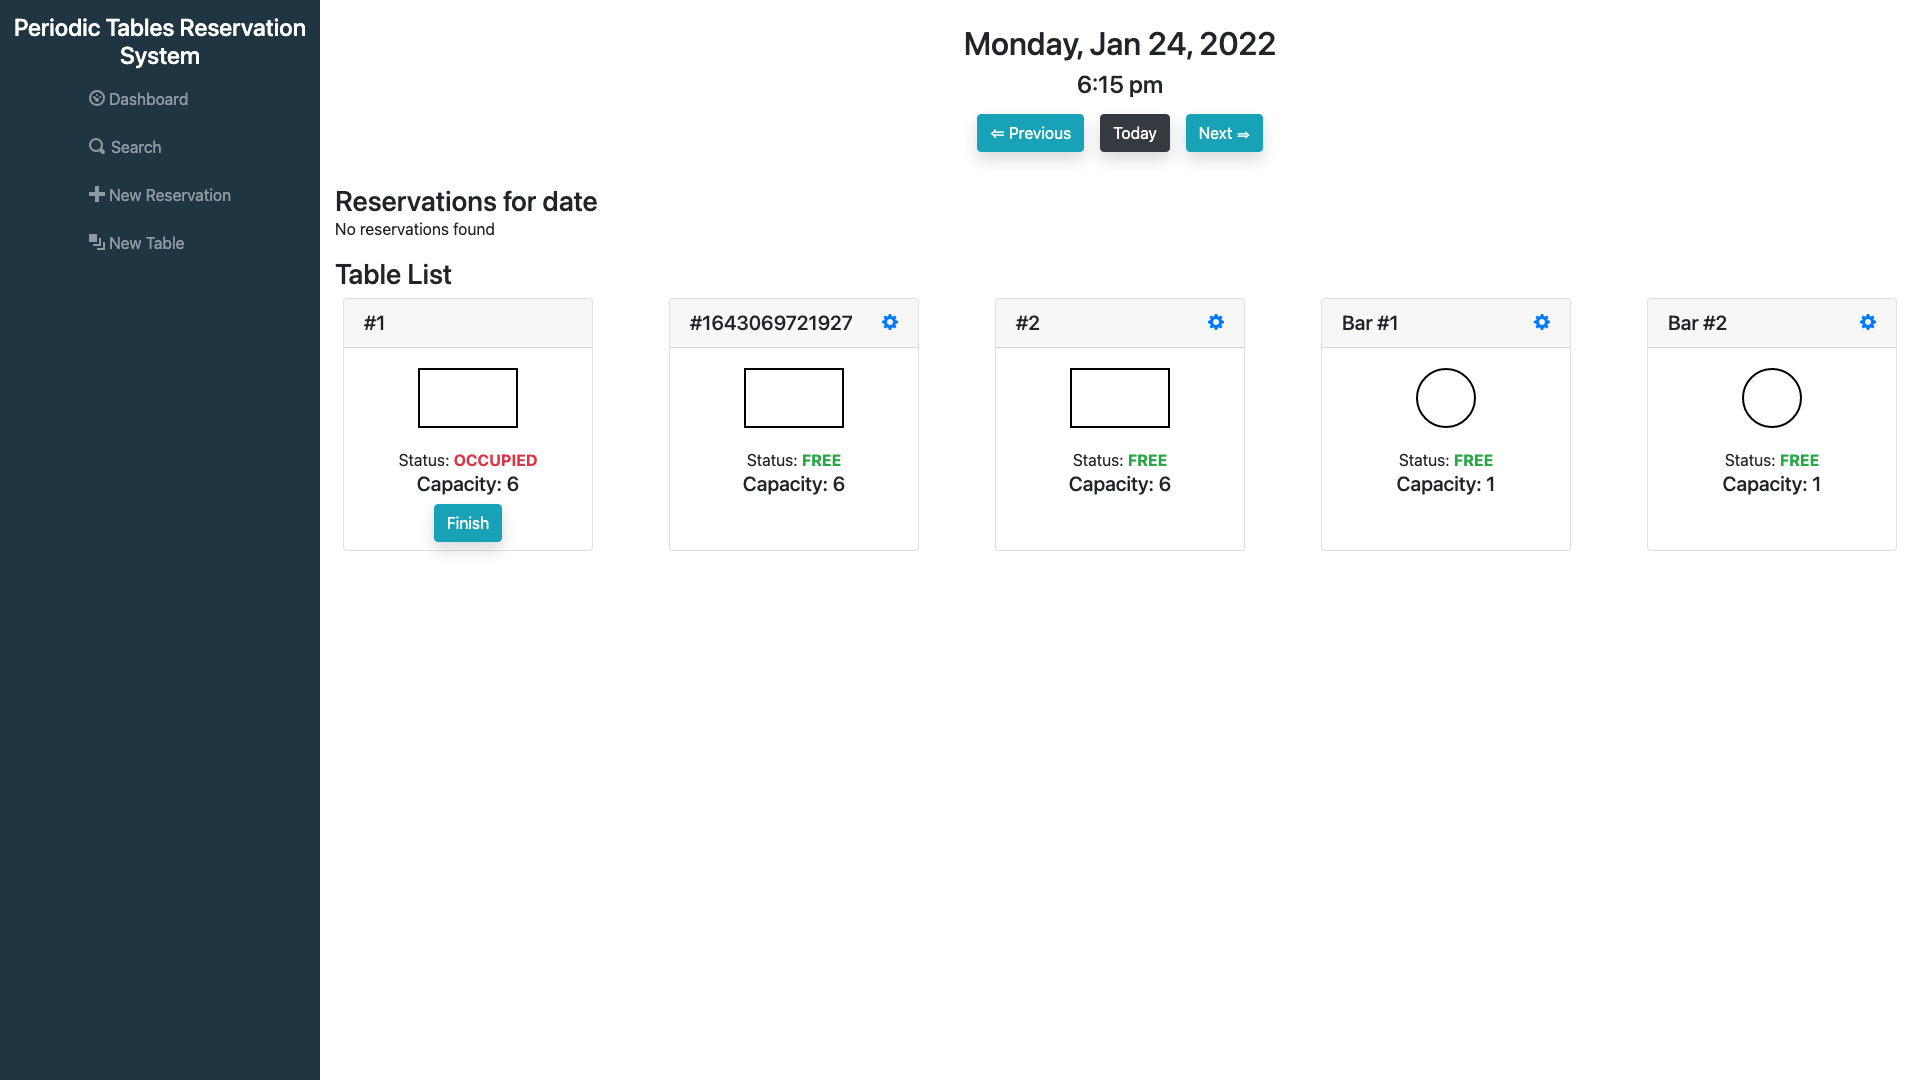 Periodic Tables Reservation
System
Dashboard
Search
New Reservation
New Table
Monday, Jan 24, 2022
6:15 pm
⇐ Previous
Today
Next ⇒
Reservations for date
No reservations found
Table List
#1
Status: OCCUPIED
Capacity: 6
Finish
#1643069721927
Status: FREE
Capacity: 6
#2
Status: FREE
Capacity: 6
Bar #1
Status: FREE
Capacity: 1
Bar #2
Status: FREE
Capacity: 1